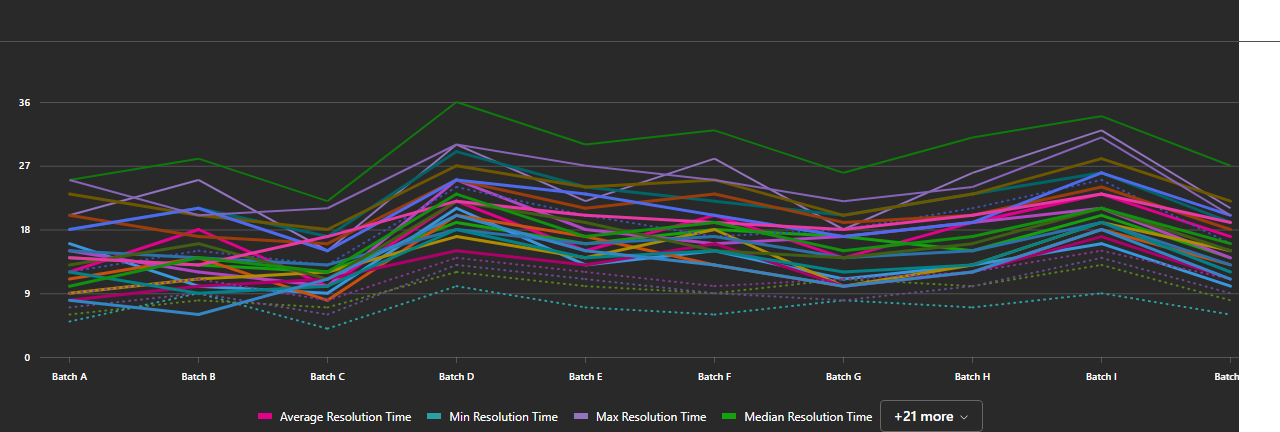 36
27
18
9
0
Batch A Batch B Batch C Batch D Batch E Batch F Batch G Batch H Batch I Batch
Average Resolution Time Min Resolution Time Max Resolution Time Median Resolution Time +21 more